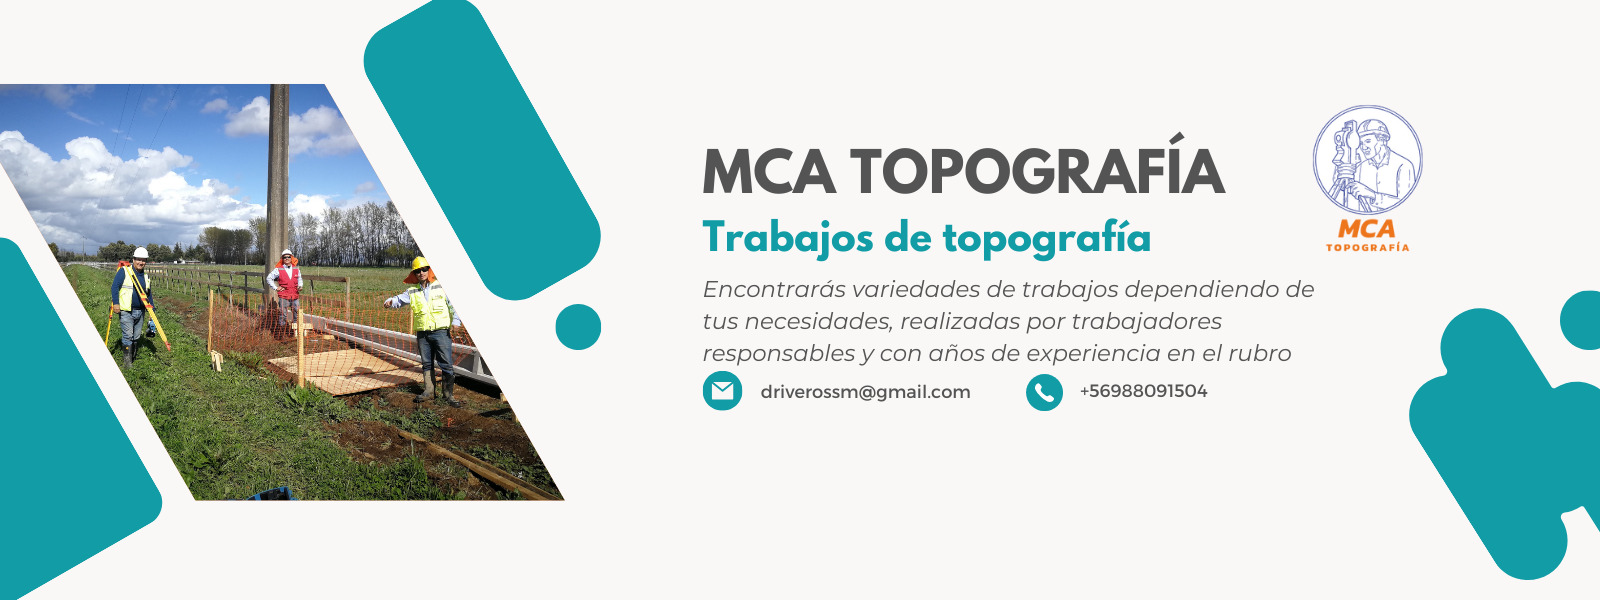 MCA TOPOGRAFÍA
Trabajos de topografía
Encontrarás variedades de trabajos dependiendo de
tus necesidades, realizadas por trabajadores
responsables y con años de experiencia en el rubro
driverossm@gmail.com
+56988091504
MCA
TOPOGRAFÍA